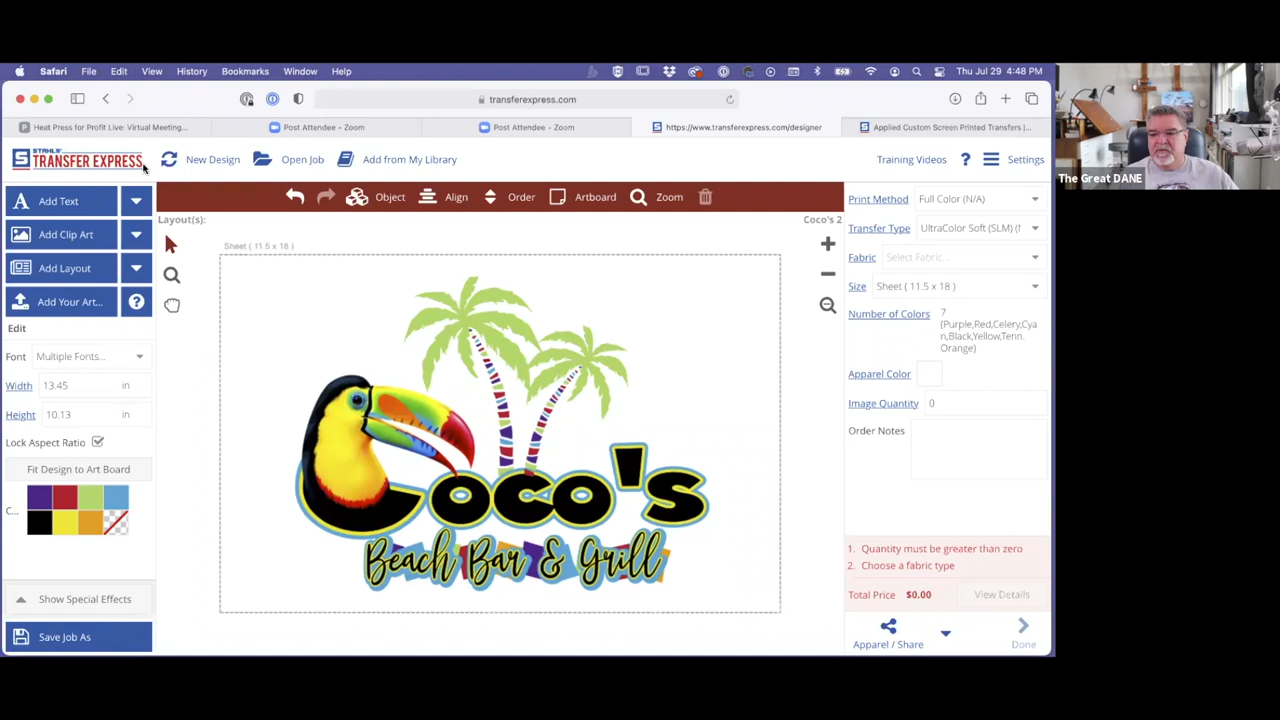 Safari File Edit View History Bookmarks Window Help Thu Jul 29 4:48 PM
transferexpress.com
Heat Press for Profit Live: Virtual Meeting... Post Attendee – Zoom Post Attendee – Zoom https://www.transferexpress.com/designer Applied Custom Screen Printed Transfers |...
STAHLS' TRANSFER EXPRESS New Design Open Job Add from My Library Training Videos ? Settings
The Great DANE
Add Text
Add Clip Art
Add Layout
Add Your Art... ?
Edit
Font Multiple Fonts...
Width 13.45 in
Height 10.13 in
Lock Aspect Ratio
Fit Design to Art Board
C...
Show Special Effects
Save Job As
Object Align Order Artboard Zoom
Layout(s): Coco's 2
Sheet ( 11.5 x 18 )
Coco's
Beach Bar & Grill
Print Method Full Color (N/A)
Transfer Type UltraColor Soft (SLM) (
Fabric Select Fabric...
Size Sheet ( 11.5 x 18 )
Number of Colors 7
(Purple,Red,Celery,Cya
n,Black,Yellow,Tenn.
Orange)
Apparel Color
Image Quantity 0
Order Notes
1. Quantity must be greater than zero
2. Choose a fabric type
Total Price $0.00 View Details
Apparel / Share Done